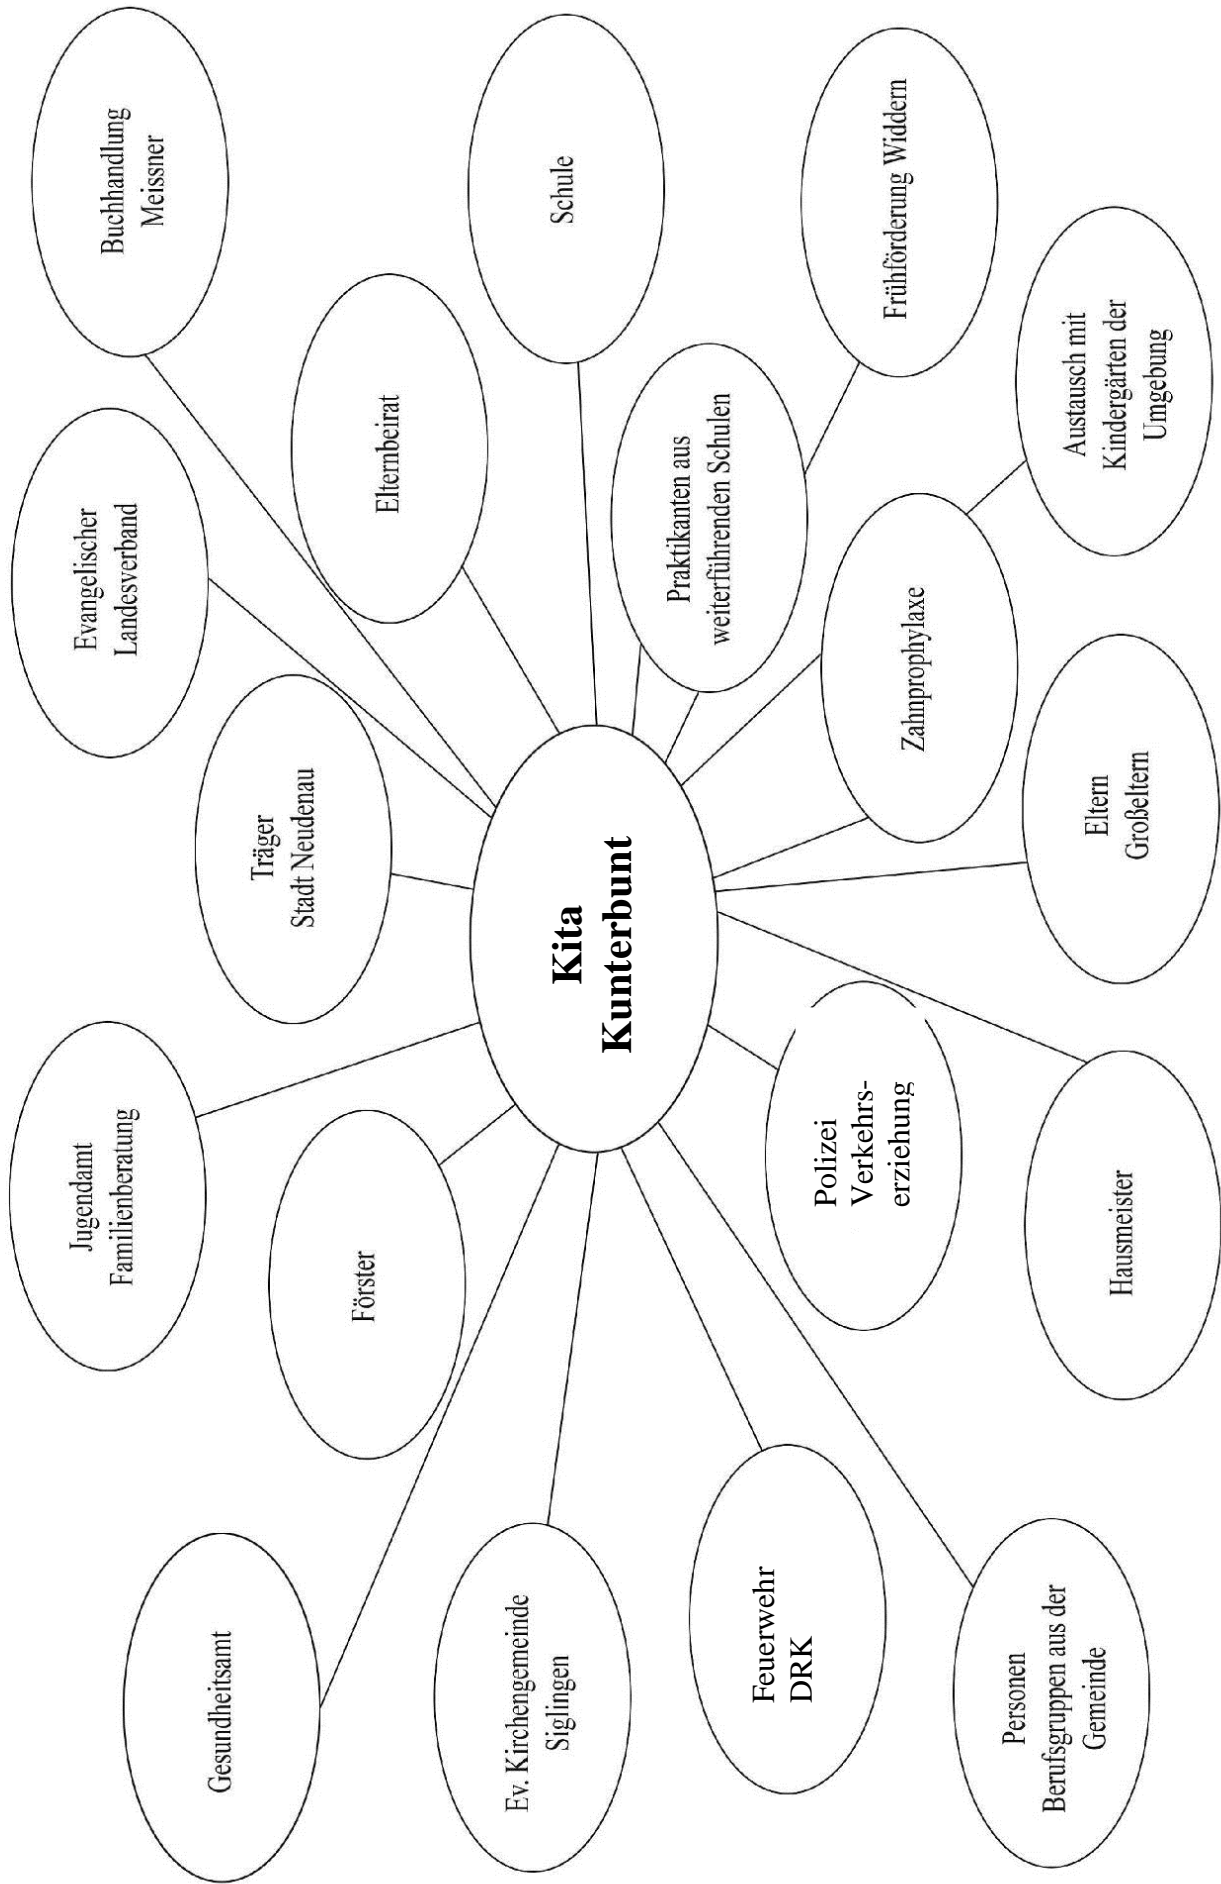 Gesundheitsamt
Jugendamt
Familienberatung
Evangelischer
Landesverband
Buchhandlung
Meissner
Förster
Träger
Stadt Neudenau
Elternbeirat
Ev. Kirchengemeinde
Siglingen
Kita
Kunterbunt
Schule
Feuerwehr
DRK
Polizei
Verkehrs-
erziehung
Praktikanten aus
weiterführenden Schulen
Zahnprophylaxe
Frühförderung Widdern
Personen
Berufsgruppen aus der
Gemeinde
Hausmeister
Eltern
Großeltern
Austausch mit
Kindergärten der
Umgebung